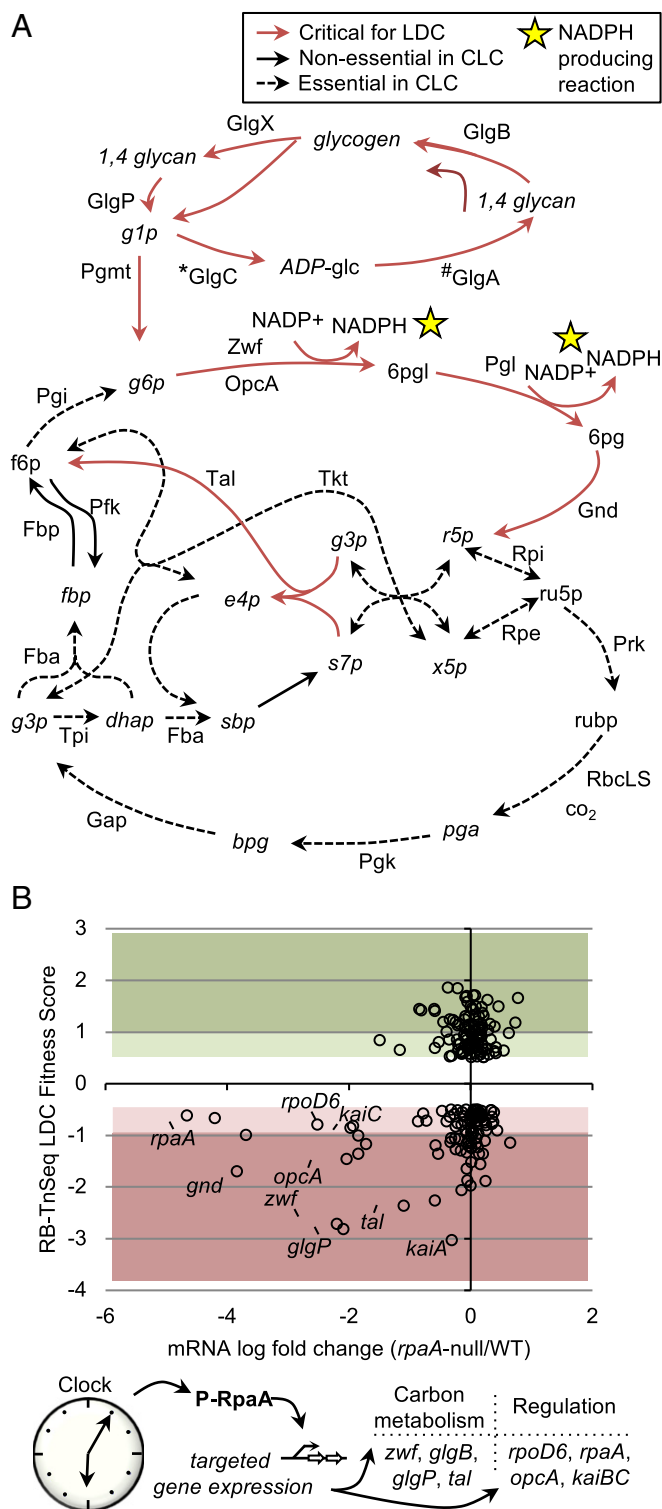 A
Critical for LDC
Non-essential in CLC
Essential in CLC
NADPH
producing
reaction
GlgX
glycogen
GlgB
1,4 glycan
1,4 glycan
GlgP
g1p
Pgmt
*GlgC
ADP-glc
#GlgA
NADP+
NADPH
Zwf
OpcA
NADPH
Pgl
NADP+
Pgi
g6p
6pgl
6pg
f6p
Tal
Tkt
Gnd
Fbp
Pfk
g3p
r5p
Rpi
fbp
e4p
ru5p
Rpe
Prk
Fba
s7p
x5p
g3p
dhap
sbp
rubp
Tpi
Fba
RbcLS
co2
Gap
pga
bpg
Pgk
B
RB-TnSeq LDC Fitness Score
3
2
1
0
-1
-2
-3
-4
rpoD6
kaiC
rpaA
gnd
opcA
zwf
tal
glgP
kaiA
-6
-4
-2
0
2
mRNA log fold change (rpaA-null/WT)
Clock
P-RpaA
Carbon
metabolism
Regulation
targeted
gene expression
zwf, glgB,
glgP, tal
rpoD6, rpaA,
opcA, kaiBC